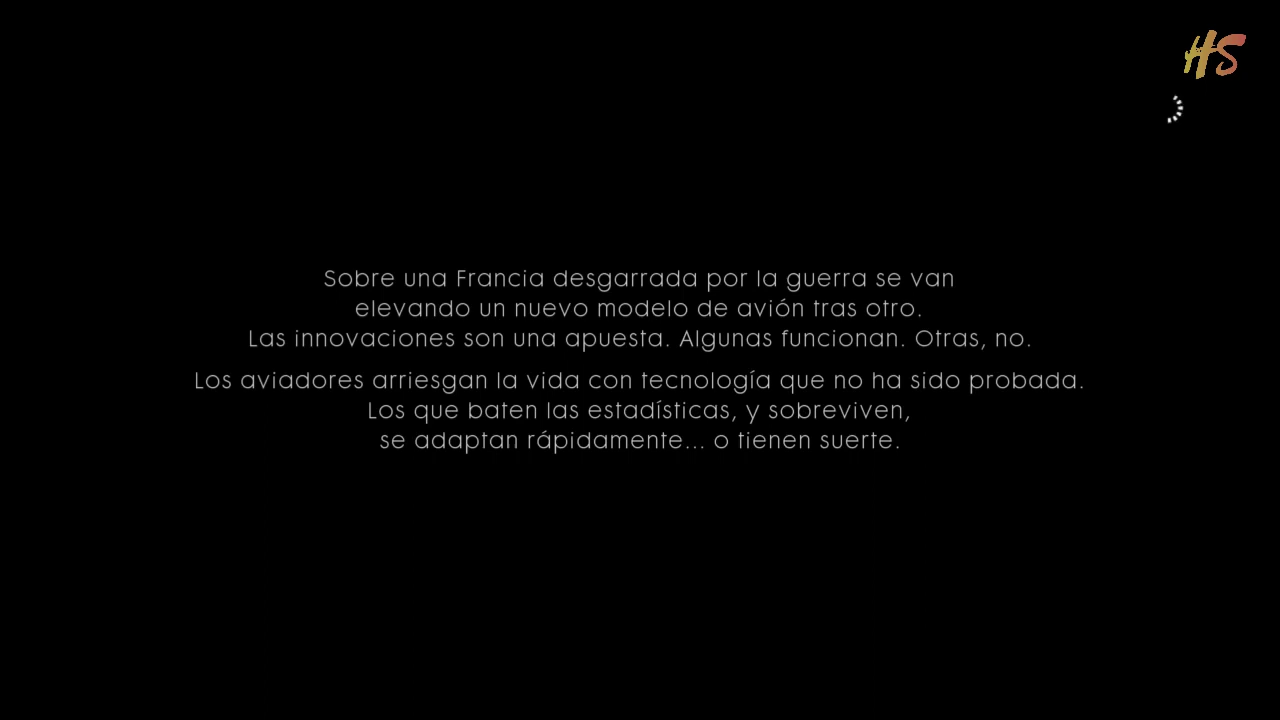 HS
Sobre una Francia desgarrada por la guerra se van
elevando un nuevo modelo de avión tras otro.
Las innovaciones son una apuesta. Algunas funcionan. Otras, no.
Los aviadores arriesgan la vida con tecnología que no ha sido probada.
Los que baten las estadísticas, y sobreviven,
se adaptan rápidamente... o tienen suerte.